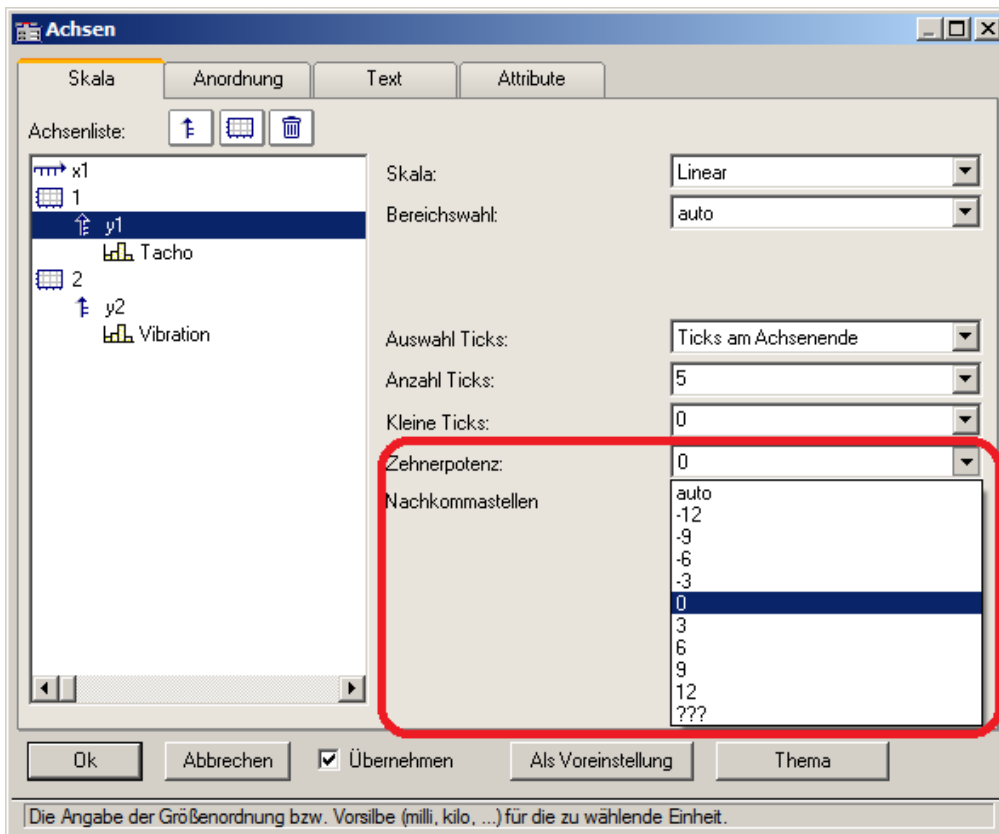 Achsen
Skala
Anordnung
Text
Attribute
Achsenliste:
x1
1
y1
Tacho
2
y2
Vibration
Skala:
Linear
Bereichswahl:
auto
Auswahl Ticks:
Ticks am Achsenende
Anzahl Ticks:
5
Kleine Ticks:
0
Zehnerpotenz:
0
Nachkommastellen
auto
-12
-9
-6
-3
0
3
6
9
12
???
Ok
Abbrechen
Übernehmen
Als Voreinstellung
Thema
Die Angabe der Größenordnung bzw. Vorsilbe (milli, kilo, ...) für die zu wählende Einheit.